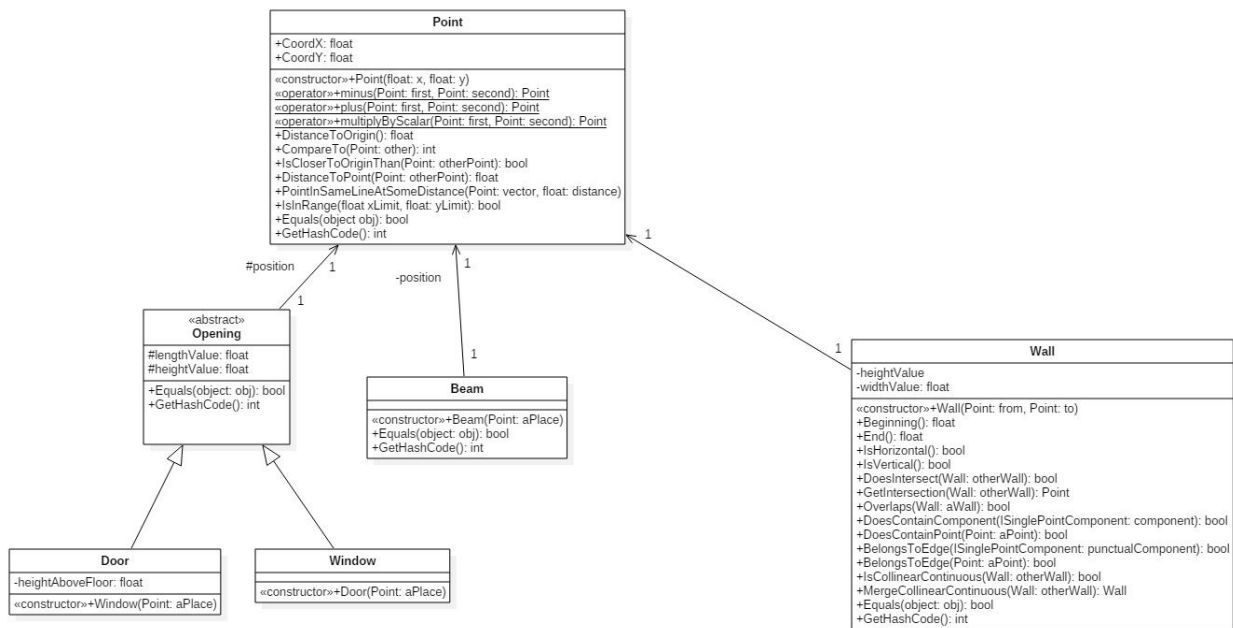 Point
+CoordX: float
+CoordY: float
«constructor»+Point(float: x, float: y)
«operator»+minus(Point: first, Point: second): Point
«operator»+plus(Point: first, Point: second): Point
«operator»+multiplyByScalar(Point: first, Point: second): Point
+DistanceToOrigin(): float
+CompareTo(Point: other): int
+IsCloserToOriginThan(Point: otherPoint): bool
+DistanceToPoint(Point: otherPoint): float
+PointInSameLineAtSomeDistance(Point: vector, float: distance)
+IsInRange(float xLimit, float: yLimit): bool
+Equals(object obj): bool
+GetHashCode(): int
1
#position
1
-position
1
1
«abstract»
Opening
#lengthValue: float
#heightValue: float
+Equals(object: obj): bool
+GetHashCode(): int
1
Beam
«constructor»+Beam(Point: aPlace)
+Equals(object: obj): bool
+GetHashCode(): int
1
Wall
-heightValue
-widthValue: float
«constructor»+Wall(Point: from, Point: to)
+Beginning(): float
+End(): float
+IsHorizontal(): bool
+IsVertical(): bool
+DoesIntersect(Wall: otherWall): bool
+GetIntersection(Wall: otherWall): Point
+Overlaps(Wall: aWall): bool
+DoesContainComponent(ISinglePointComponent: component): bool
+DoesContainPoint(Point: aPoint): bool
+BelongsToEdge(ISinglePointComponent: punctualComponent): bool
+BelongsToEdge(Point: aPoint): bool
+IsCollinearContinuous(Wall: otherWall): bool
+MergeCollinearContinuous(Wall: otherWall): Wall
+Equals(object: obj): bool
+GetHashCode(): int
Door
-heightAboveFloor: float
«constructor»+Window(Point: aPlace)
Window
«constructor»+Door(Point: aPlace)